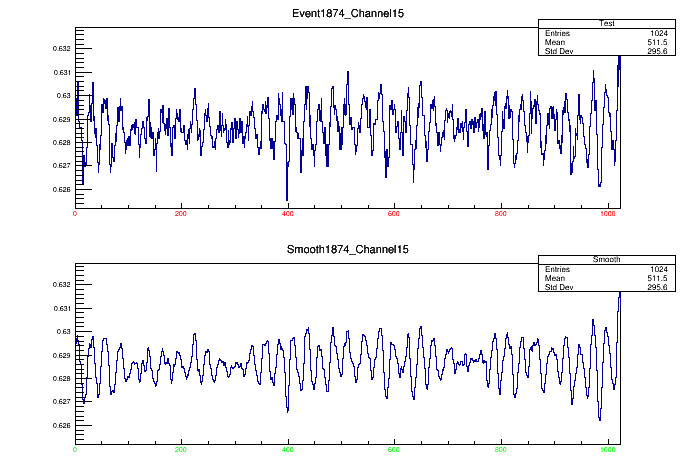 Event1874_Channel15
Test
Entries 1024
Mean 511.5
Std Dev 295.6
0.632
0.631
0.63
0.629
0.628
0.627
0.626
0 200 400 600 800 1000
Smooth1874_Channel15
Smooth
Entries 1024
Mean 511.5
Std Dev 295.6
0.632
0.631
0.63
0.629
0.628
0.627
0.626
0 200 400 600 800 1000